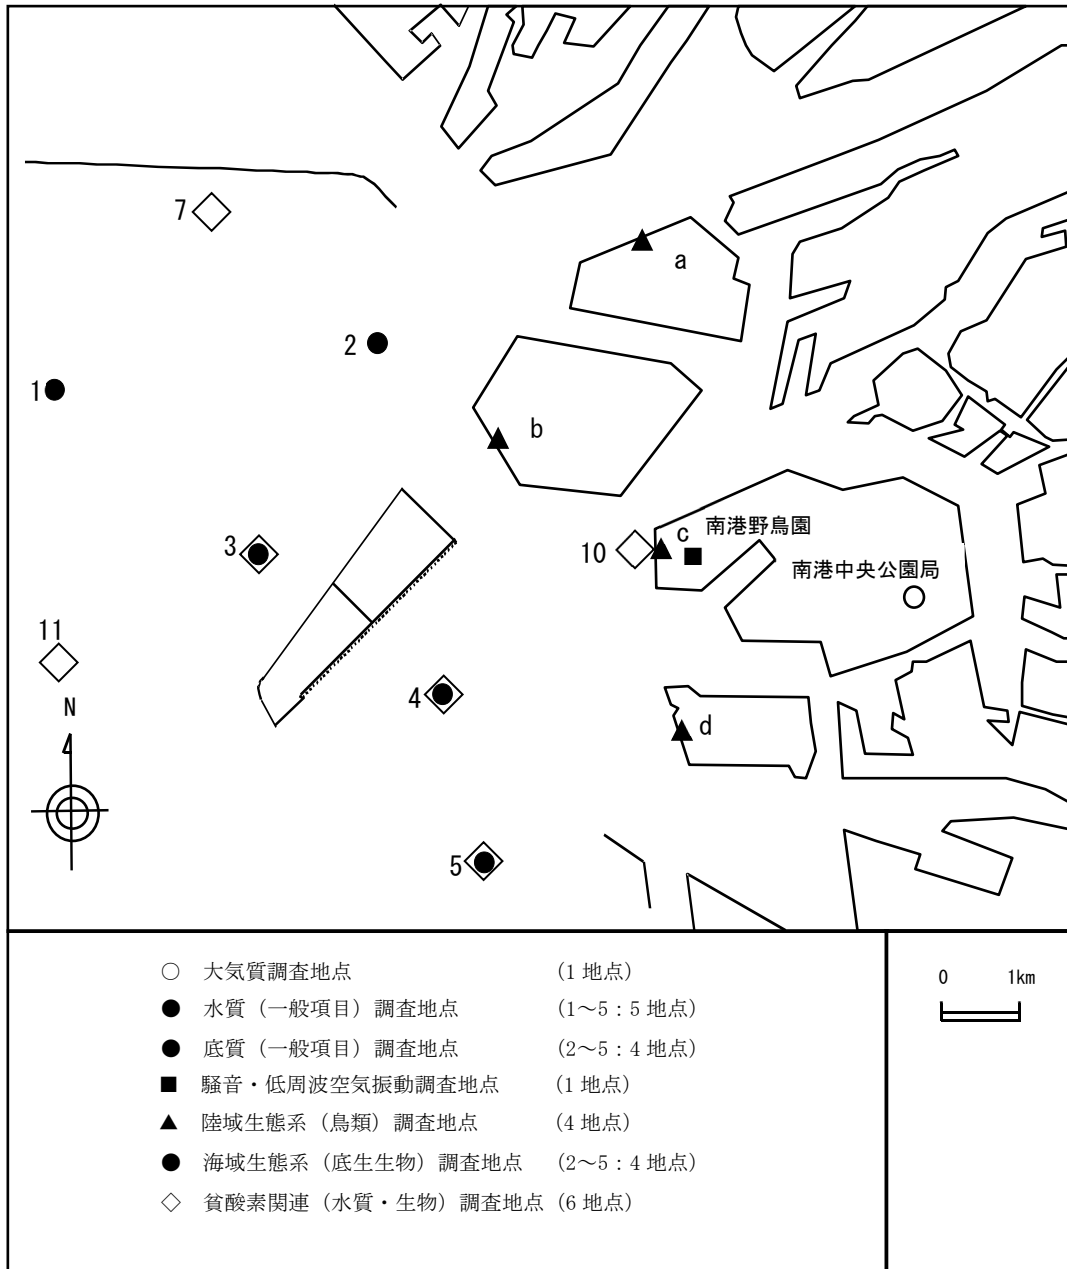 7
a
2
1
b
3
10
c
南港野鳥園
南港中央公園局
11
N
4
d
5
○ 大気質調査地点 (1 地点)
● 水質（一般項目）調査地点 (1～5：5 地点)
● 底質（一般項目）調査地点 (2～5：4 地点)
■ 騒音・低周波空気振動調査地点 (1 地点)
▲ 陸域生態系（鳥類）調査地点 (4 地点)
● 海域生態系（底生生物）調査地点 (2～5：4 地点)
◇ 貧酸素関連（水質・生物）調査地点 (6 地点)
0 1km